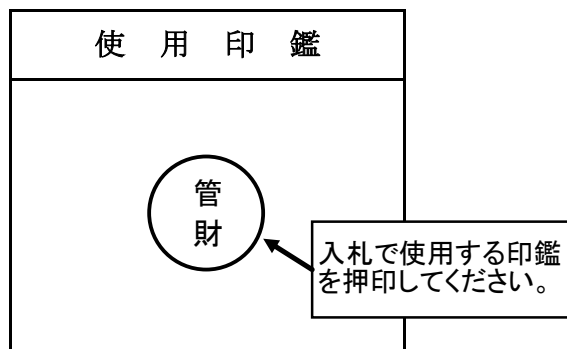 使用印鑑
管
財
入札で使用する印鑑
を押印してください。